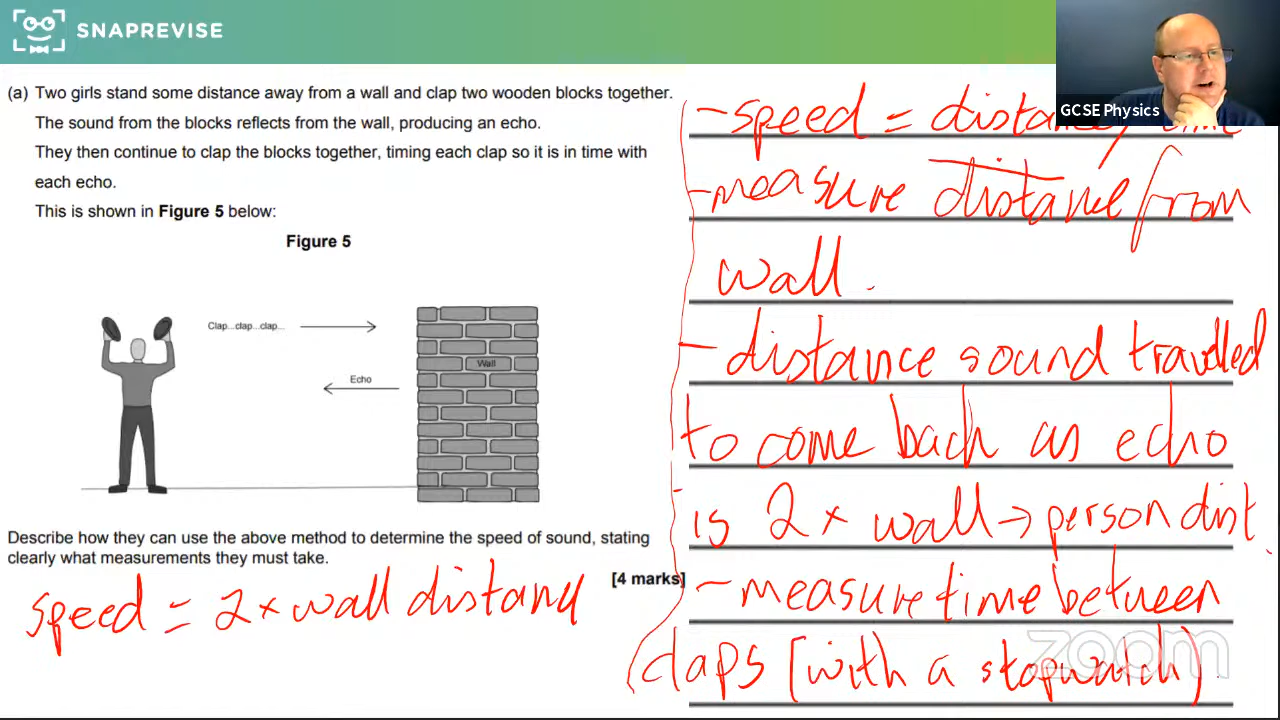 SNAPREVISE
(a) Two girls stand some distance away from a wall and clap two wooden blocks together.
The sound from the blocks reflects from the wall, producing an echo.
They then continue to clap the blocks together, timing each clap so it is in time with
each echo.
This is shown in Figure 5 below:
Figure 5
Clap...clap...clap...
Echo
Wall
Describe how they can use the above method to determine the speed of sound, stating
clearly what measurements they must take.
[4 marks]
speed = 2 × wall distance
GCSE Physics
- speed = distance / time
- measure distance from
wall.
- distance sound travelled
to come back as echo
is 2 × wall → person dist.
- measure time between
claps (with a stopwatch)
zoom